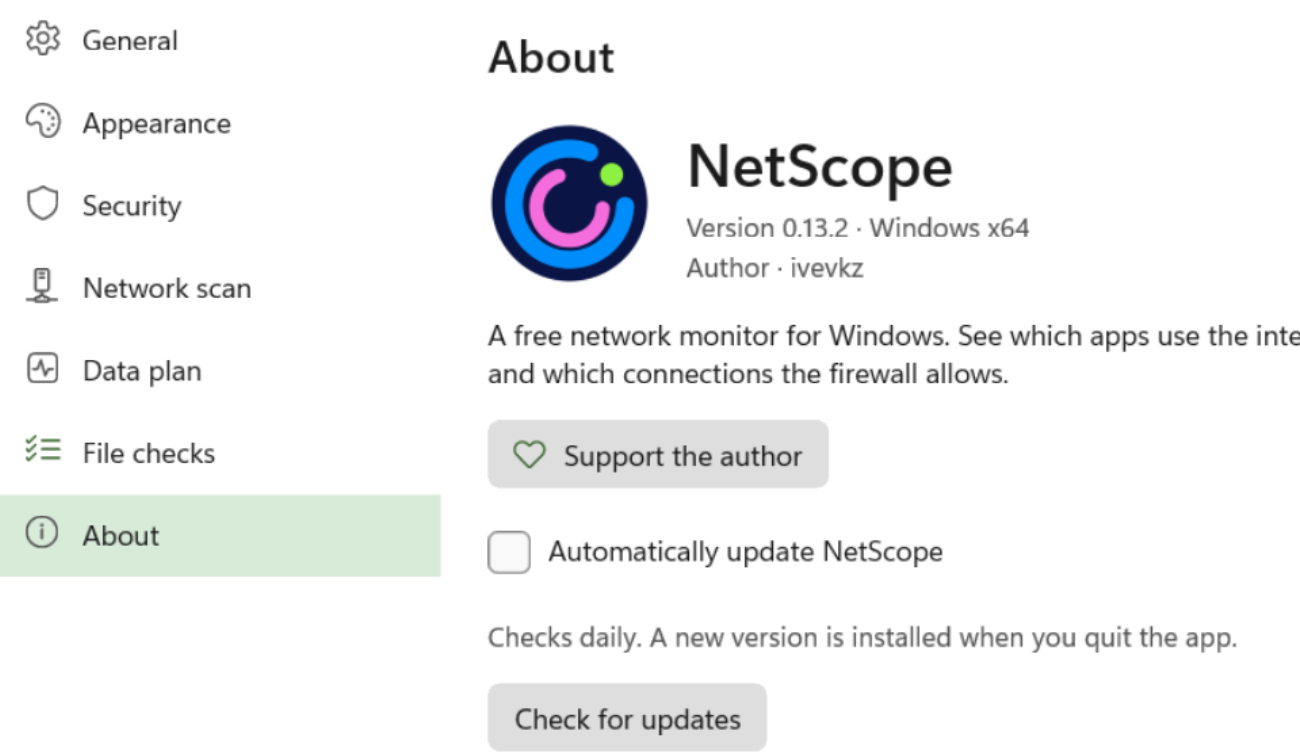 General
Appearance
Security
Network scan
Data plan
File checks
About
About
NetScope
Version 0.13.2 · Windows x64
Author · ivevkz
A free network monitor for Windows. See which apps use the
and which connections the firewall allows.
Support the author
Automatically update NetScope
Checks daily. A new version is installed when you quit the app.
Check for updates